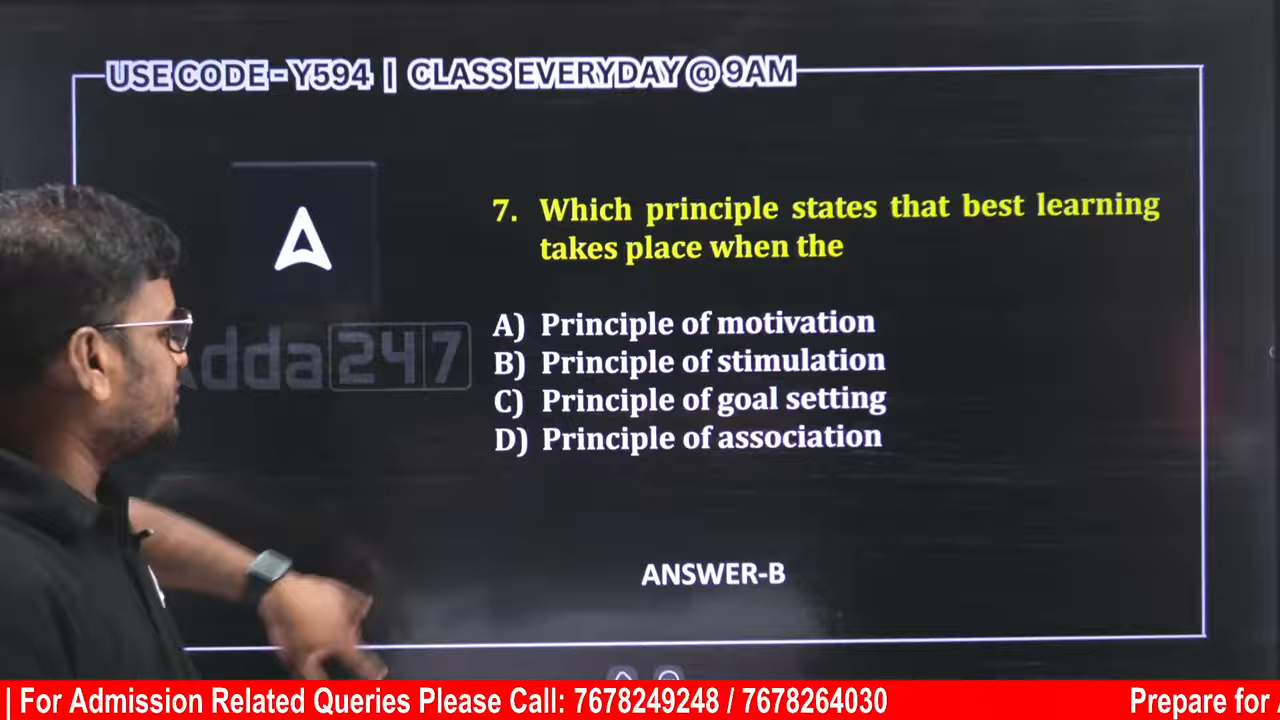 USE CODE - Y594 | CLASS EVERYDAY @ 9AM
7. Which principle states that best learning
takes place when the
A) Principle of motivation
B) Principle of stimulation
C) Principle of goal setting
D) Principle of association
Adda247
ANSWER-B
| For Admission Related Queries Please Call: 7678249248 / 7678264030
Prepare for